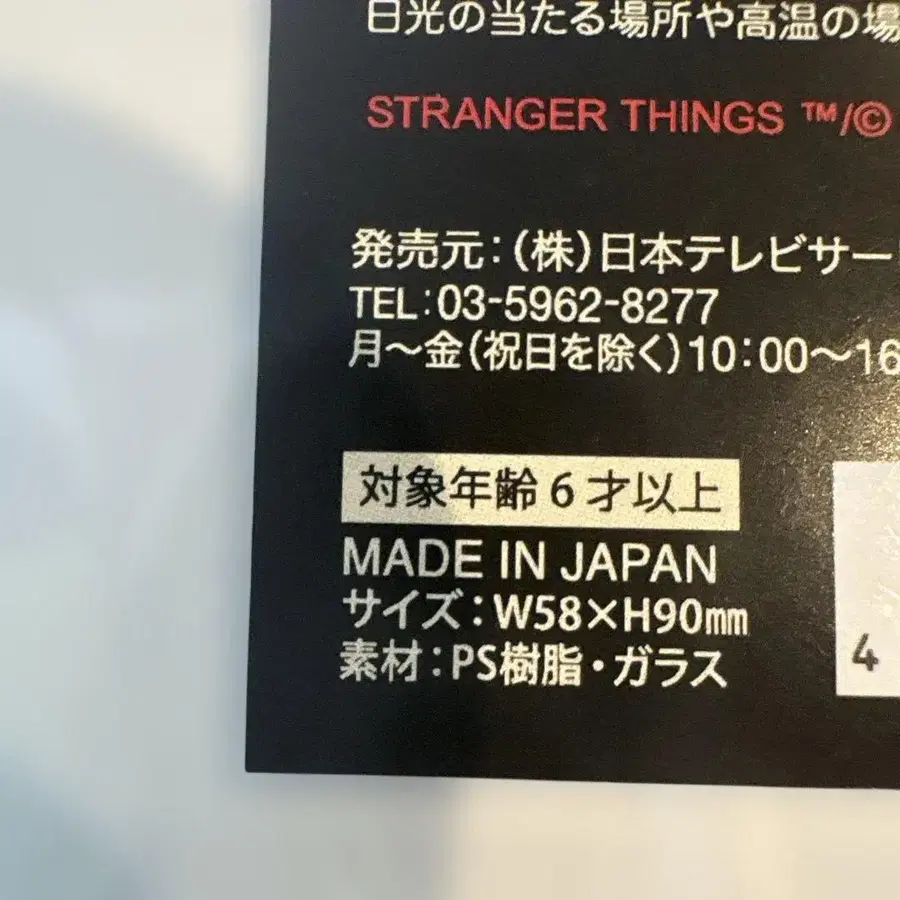 日光の当たる場所や高温の場
STRANGER THINGS ™/©
発売元：（株）日本テレビサー
TEL：03-5962-8277
月～金（祝日を除く）10：00～16
対象年齢6才以上
MADE IN JAPAN
サイズ：W58×H90㎜
素材：PS樹脂・ガラス
4